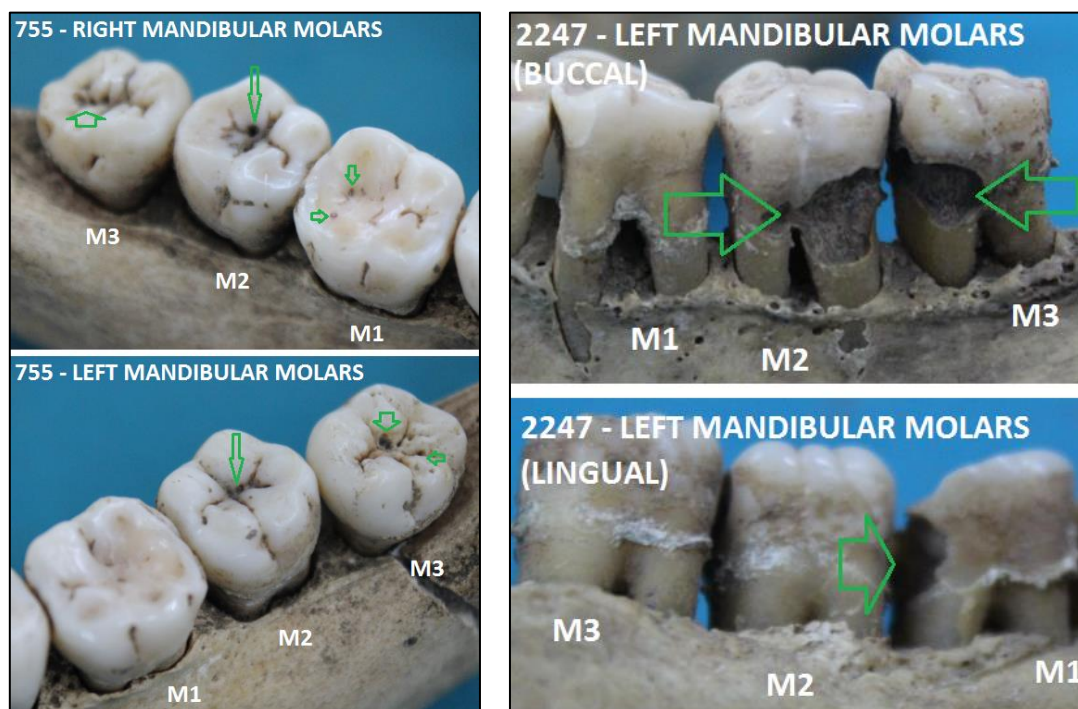 755 - RIGHT MANDIBULAR MOLARS
M3
M2
M1
755 - LEFT MANDIBULAR MOLARS
M3
M2
M1
2247 - LEFT MANDIBULAR MOLARS
(BUCCAL)
M3
M1
M2
2247 - LEFT MANDIBULAR MOLARS
(LINGUAL)
M3
M2
M1